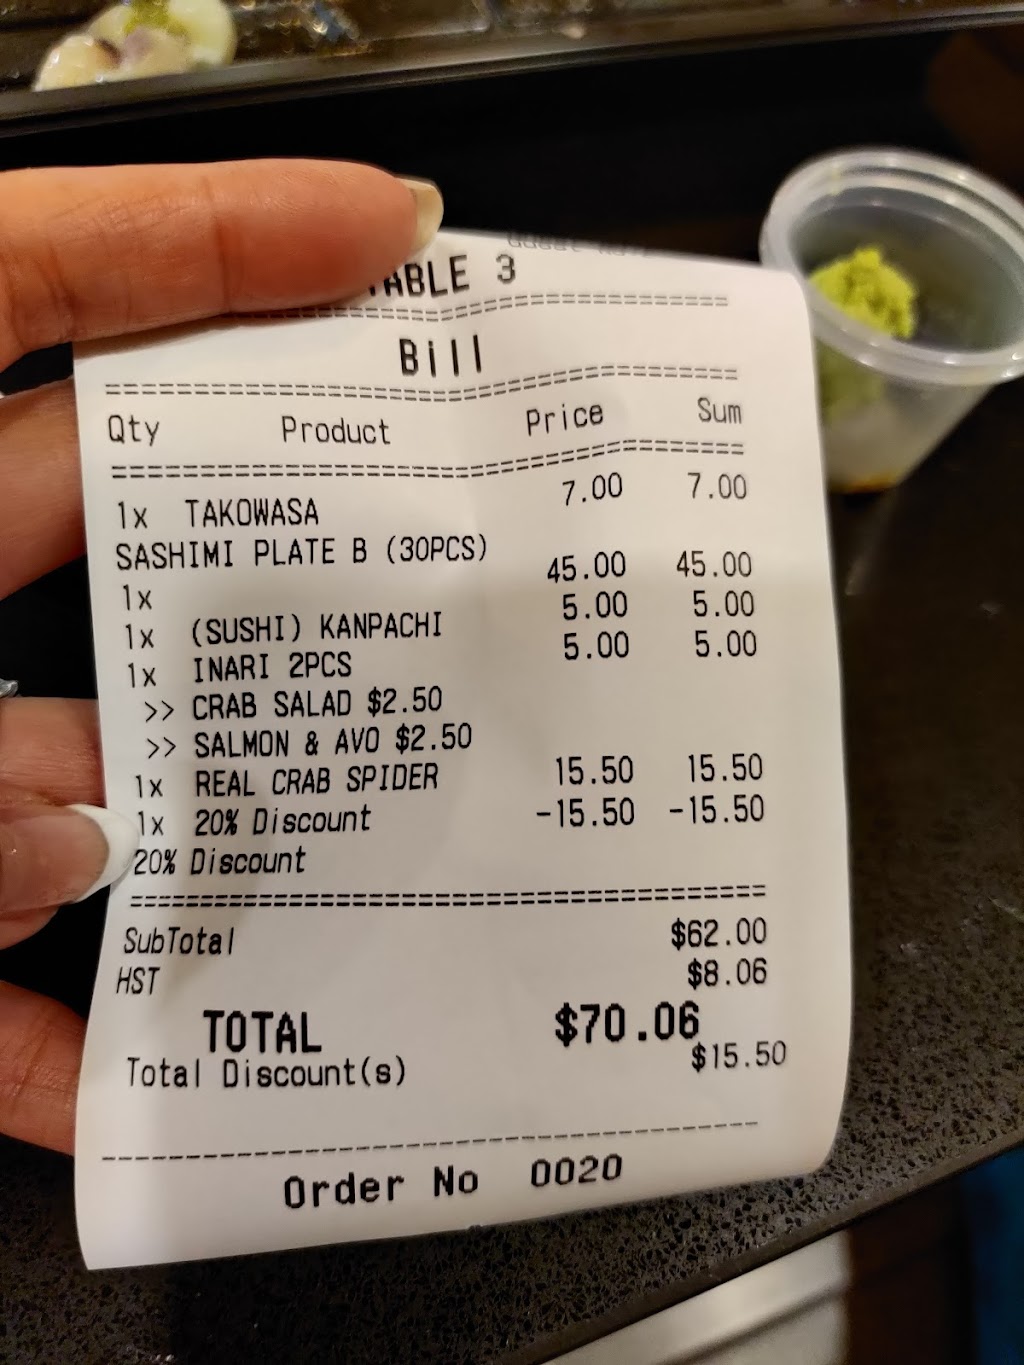 TABLE 3
Bill
Qty Product Price Sum
1x TAKOWASA 7.00 7.00
SASHIMI PLATE B (30PCS)
1x 45.00 45.00
1x (SUSHI) KANPACHI 5.00 5.00
1x INARI 2PCS 5.00 5.00
>> CRAB SALAD $2.50
>> SALMON & AVO $2.50
1x REAL CRAB SPIDER 15.50 15.50
1x 20% Discount -15.50 -15.50
20% Discount
SubTotal $62.00
HST $8.06
TOTAL $70.06
Total Discount(s) $15.50
Order No 0020